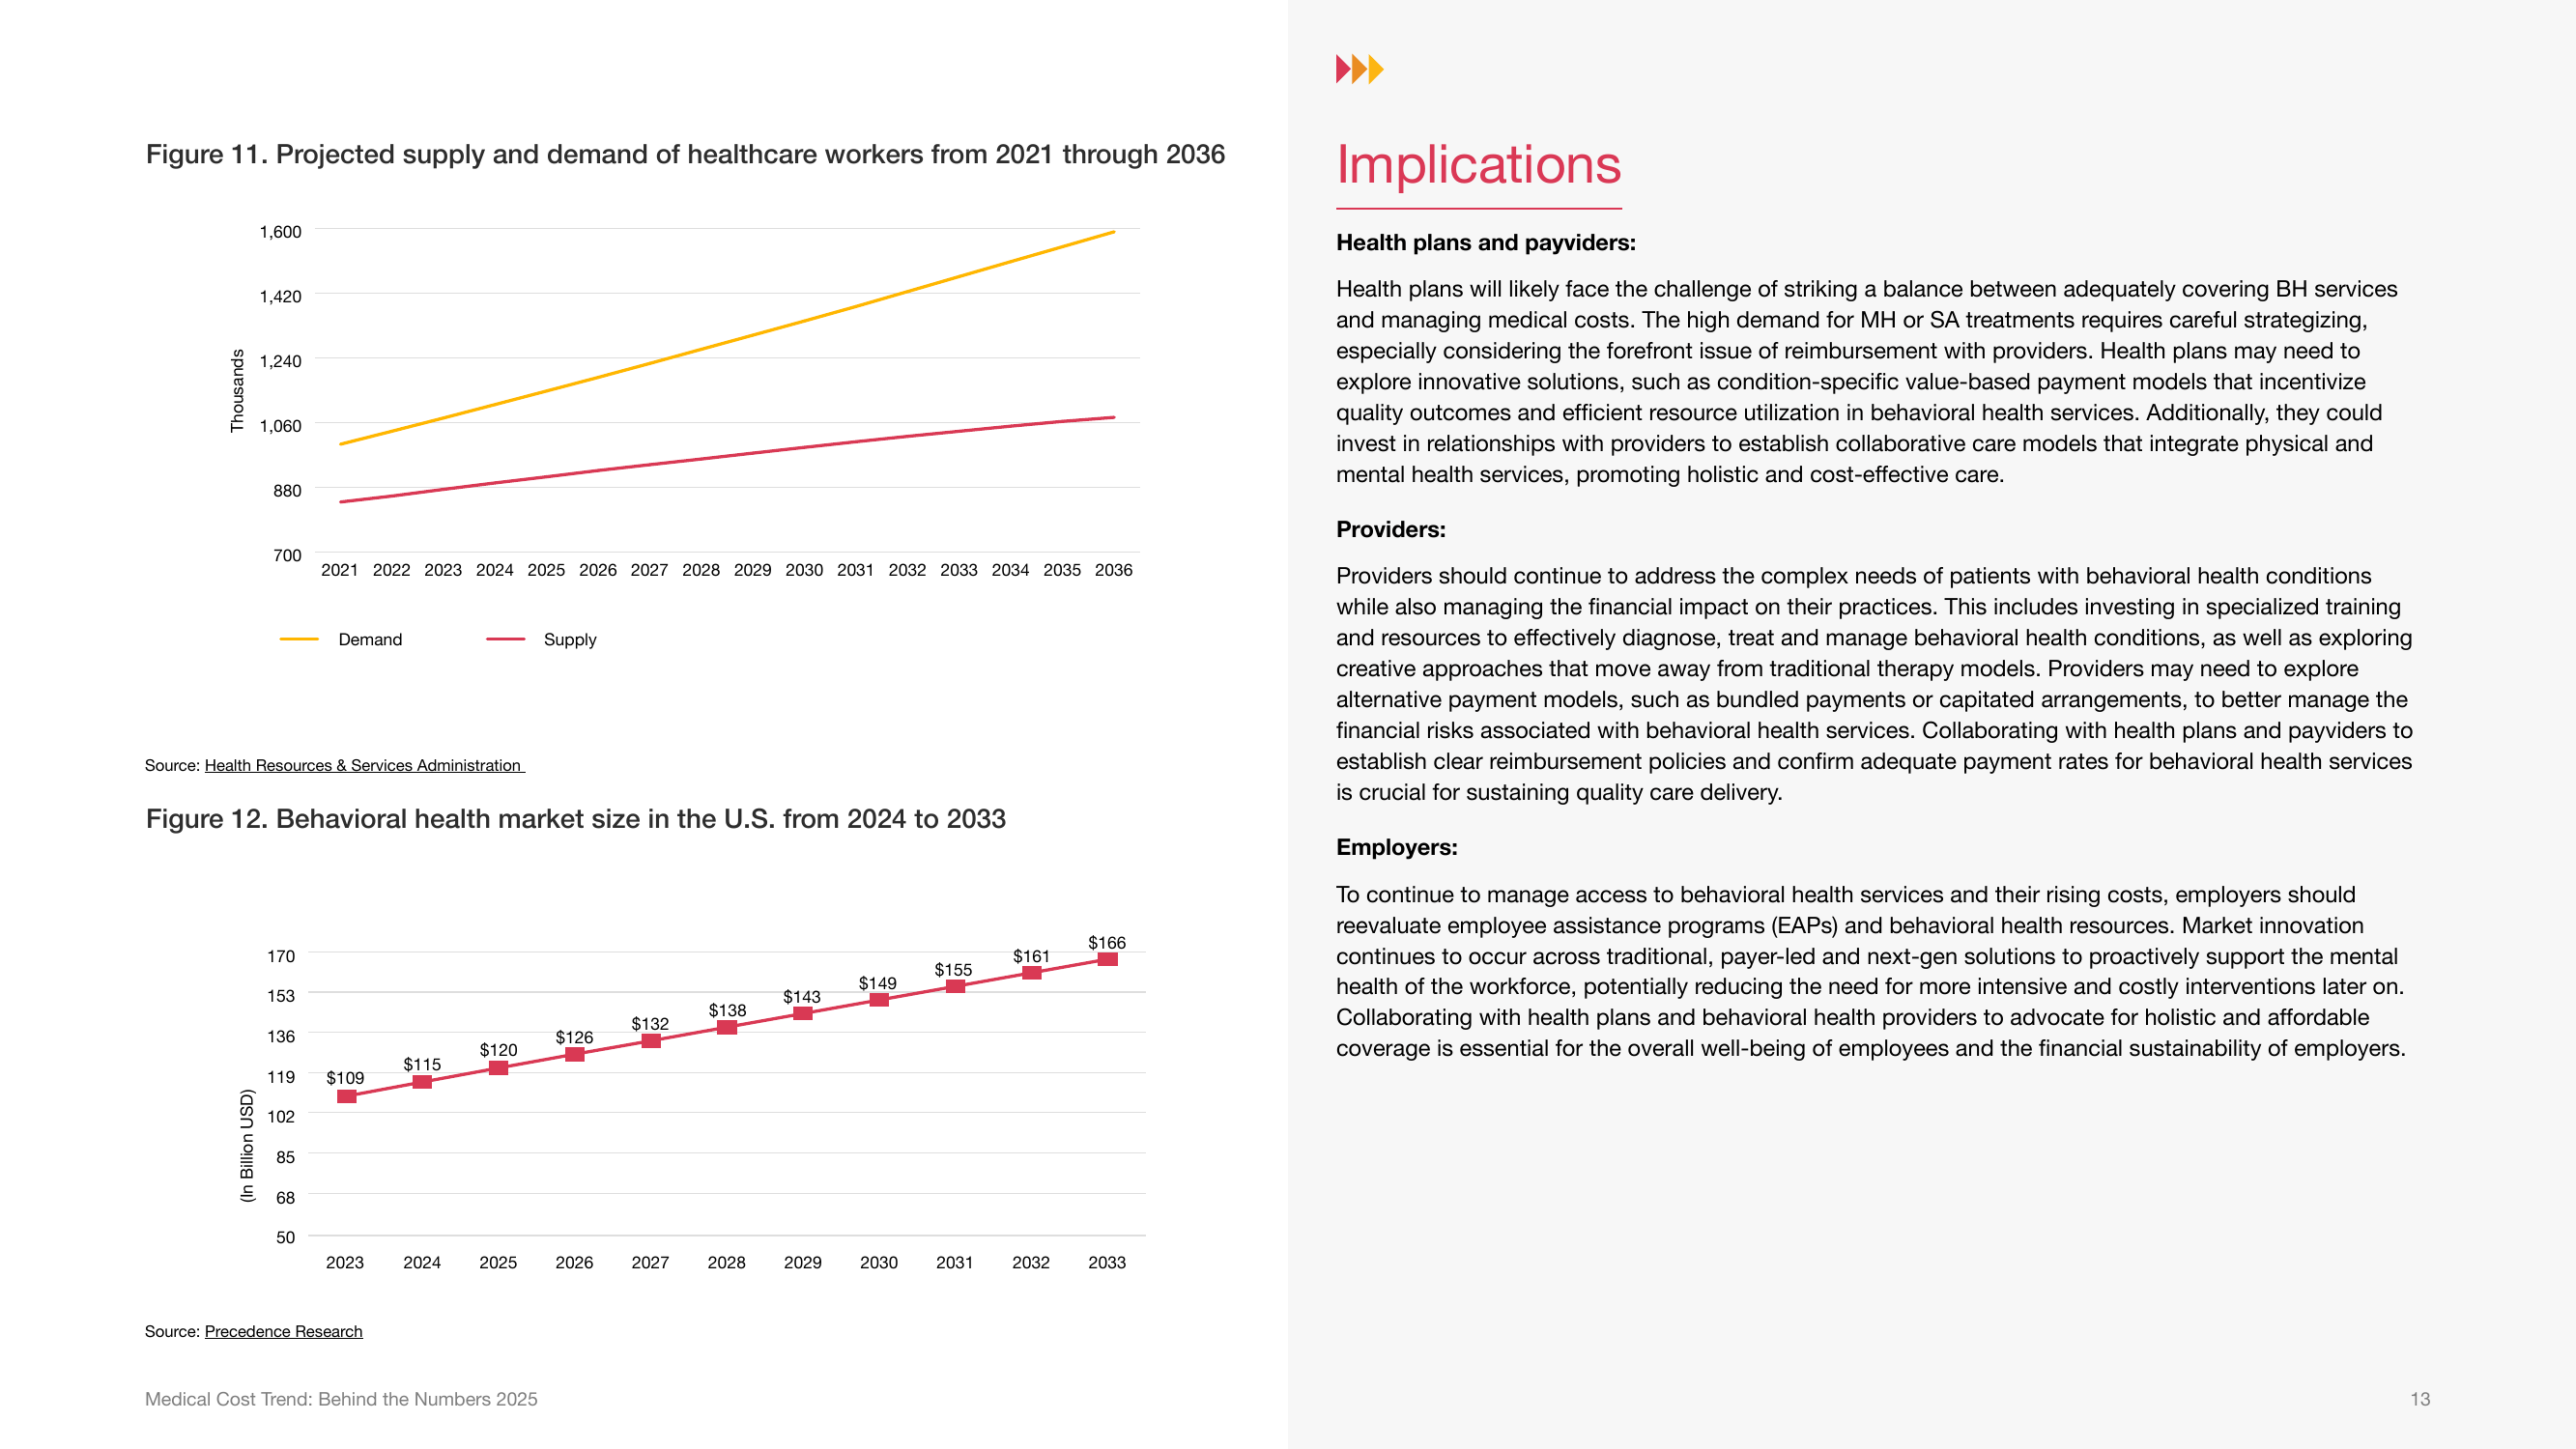 Figure 11. Projected supply and demand of healthcare workers from 2021 through 2036
1,600
1,420
1,240
1,060
880
700
Thousands
2021 2022 2023 2024 2025 2026 2027 2028 2029 2030 2031 2032 2033 2034 2035 2036
Demand Supply
Source: Health Resources & Services Administration
Figure 12. Behavioral health market size in the U.S. from 2024 to 2033
170
153
136
119
102
85
68
50
(In Billion USD)
$109 $115 $120 $126 $132 $138 $143 $149 $155 $161 $166
2023 2024 2025 2026 2027 2028 2029 2030 2031 2032 2033
Source: Precedence Research
Implications
Health plans and payviders:
Health plans will likely face the challenge of striking a balance between adequately covering BH services
and managing medical costs. The high demand for MH or SA treatments requires careful strategizing,
especially considering the forefront issue of reimbursement with providers. Health plans may need to
explore innovative solutions, such as condition-specific value-based payment models that incentivize
quality outcomes and efficient resource utilization in behavioral health services. Additionally, they could
invest in relationships with providers to establish collaborative care models that integrate physical and
mental health services, promoting holistic and cost-effective care.
Providers:
Providers should continue to address the complex needs of patients with behavioral health conditions
while also managing the financial impact on their practices. This includes investing in specialized training
and resources to effectively diagnose, treat and manage behavioral health conditions, as well as exploring
creative approaches that move away from traditional therapy models. Providers may need to explore
alternative payment models, such as bundled payments or capitated arrangements, to better manage the
financial risks associated with behavioral health services. Collaborating with health plans and payviders to
establish clear reimbursement policies and confirm adequate payment rates for behavioral health services
is crucial for sustaining quality care delivery.
Employers:
To continue to manage access to behavioral health services and their rising costs, employers should
reevaluate employee assistance programs (EAPs) and behavioral health resources. Market innovation
continues to occur across traditional, payer-led and next-gen solutions to proactively support the mental
health of the workforce, potentially reducing the need for more intensive and costly interventions later on.
Collaborating with health plans and behavioral health providers to advocate for holistic and affordable
coverage is essential for the overall well-being of employees and the financial sustainability of employers.
Medical Cost Trend: Behind the Numbers 2025
13